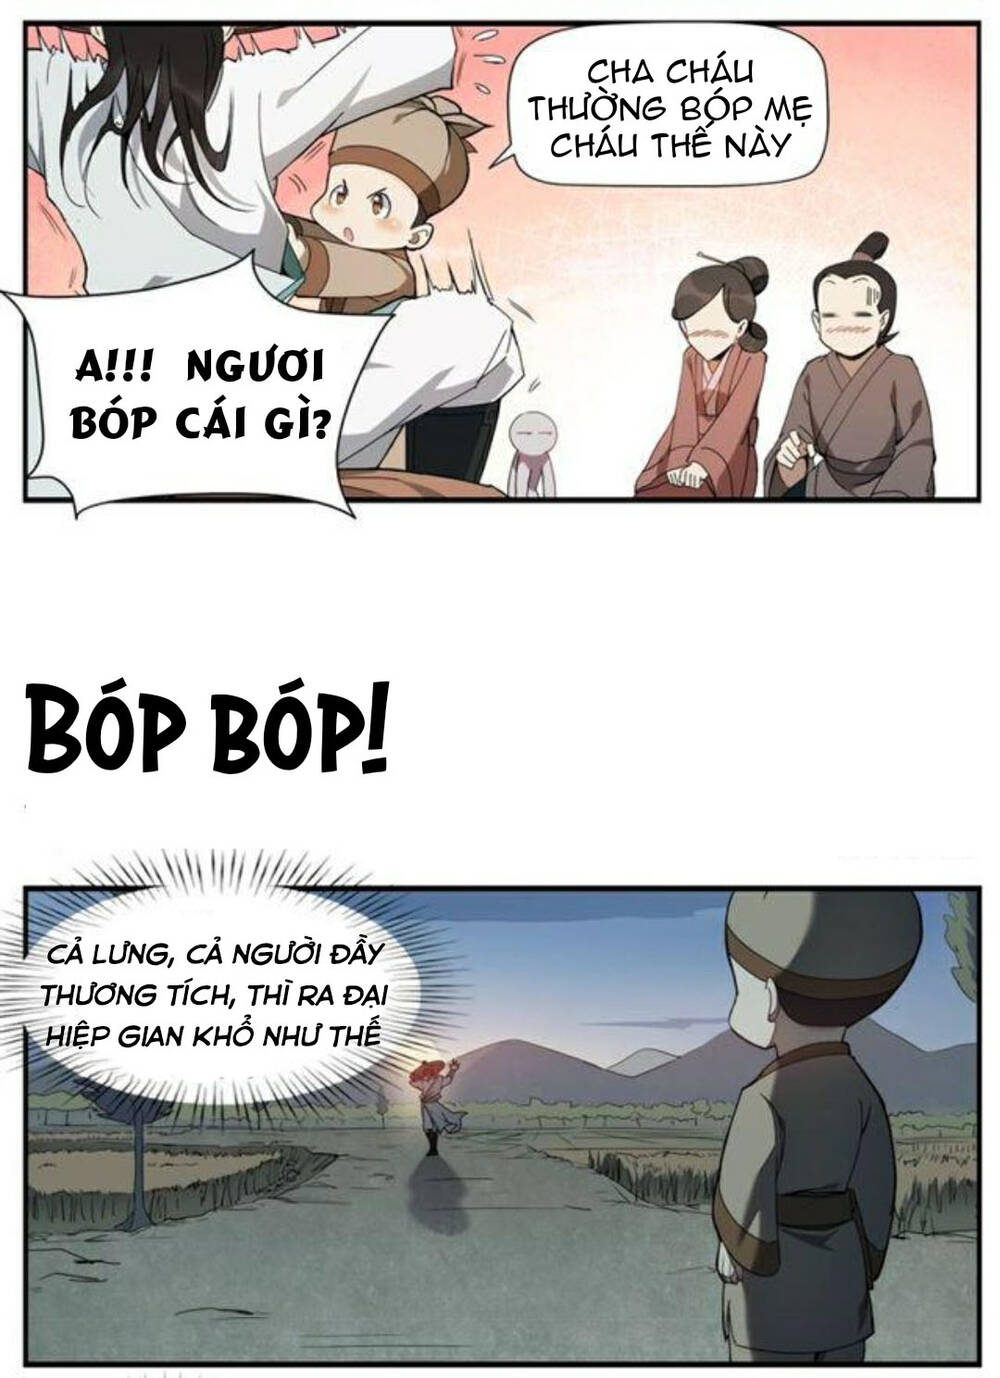 CHA CHÁU
THƯỜNG BÓP MẸ
CHÁU THẾ NÀY
A!!! NGƯƠI
BÓP CÁI GÌ?
BÓP BÓP!
CẢ LƯNG, CẢ NGƯỜI ĐẦY
THƯƠNG TÍCH, THÌ RA ĐẠI
HIỆP GIAN KHỔ NHƯ THẾ